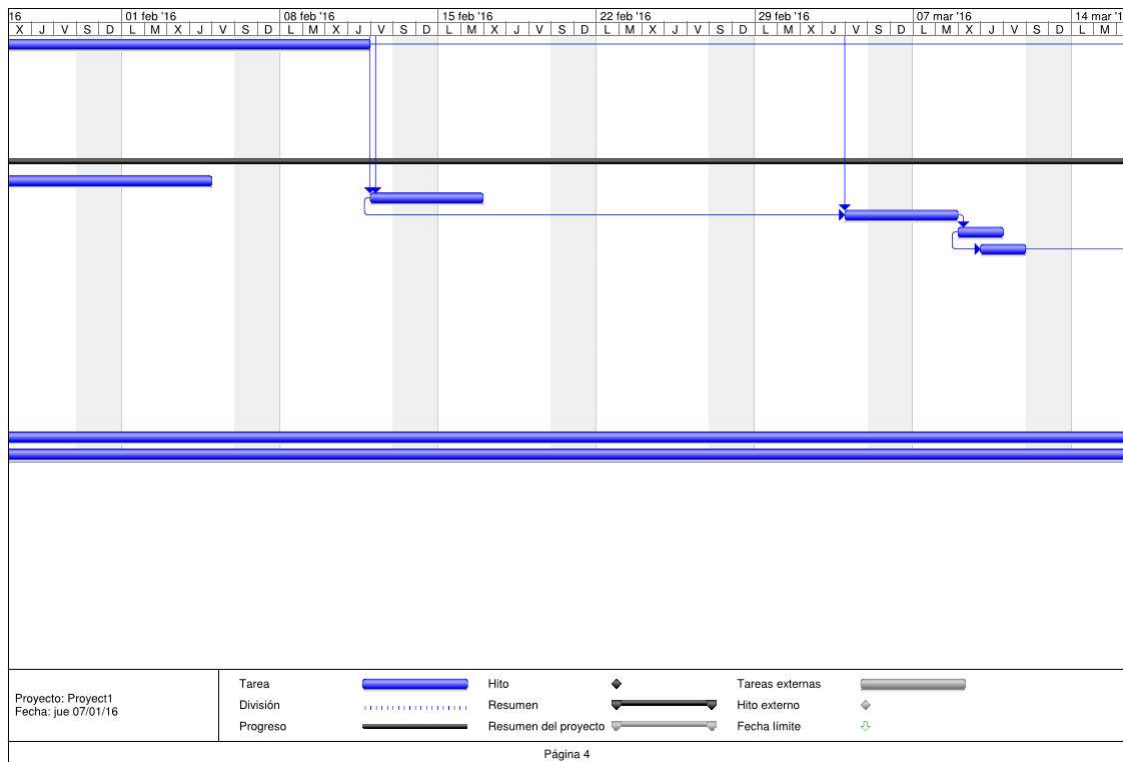 16 01 feb '16 08 feb '16 15 feb '16 22 feb '16 29 feb '16 07 mar '16 14 mar '1
X J V S D L M X J V S D L M X J V S D L M X J V S D L M X J V S D L M X J V S D L M X J V S D L M
Tarea Hito Tareas externas
Proyecto: Proyect1
Fecha: jue 07/01/16
División Resumen Hito externo
Progreso Resumen del proyecto Fecha límite
Página 4